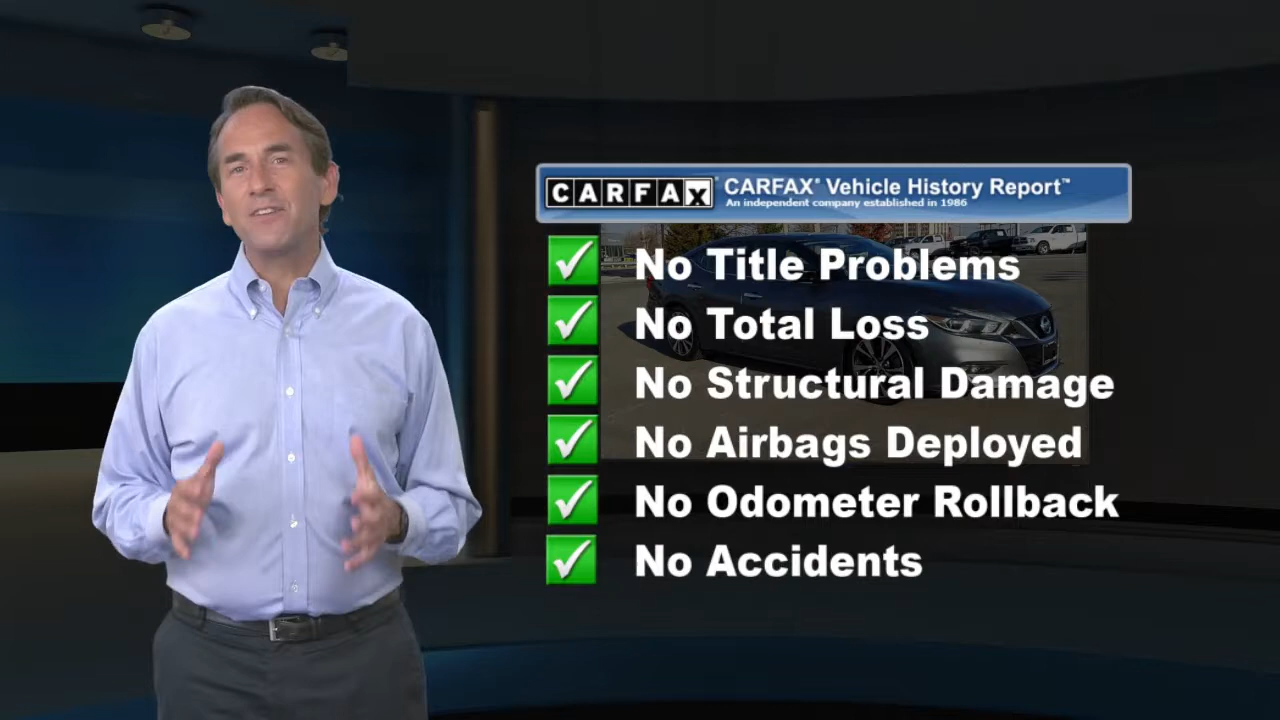 CARFAX® CARFAX® Vehicle History Report™
An independent company established in 1986
No Title Problems
No Total Loss
No Structural Damage
No Airbags Deployed
No Odometer Rollback
No Accidents